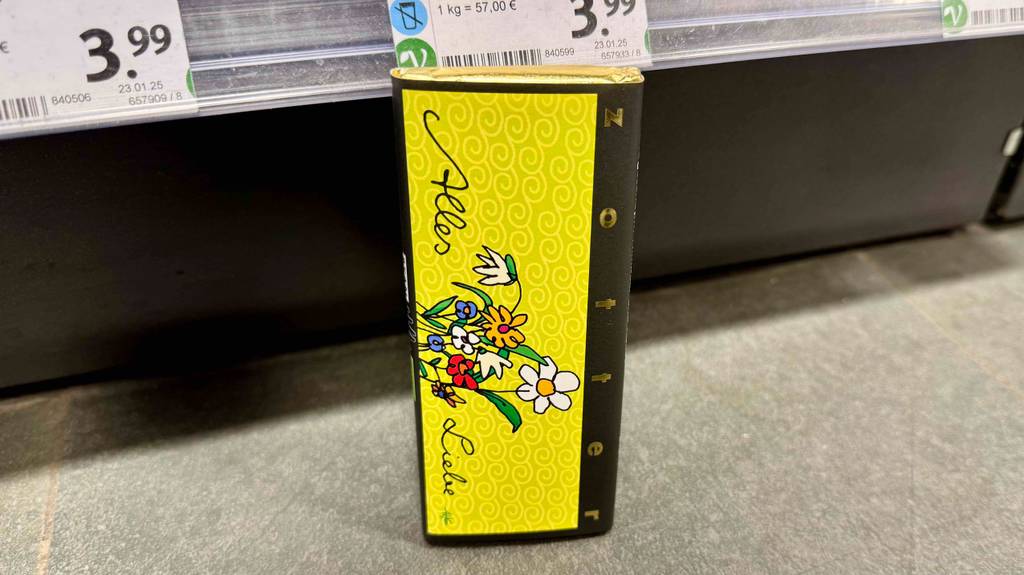 €
3.99
23.01.25
840506
657909 / 8
1 kg = 57,00 €
3.99
23.01.25
840599
657933 / 8
V
V
zotter
Alles
Liebe